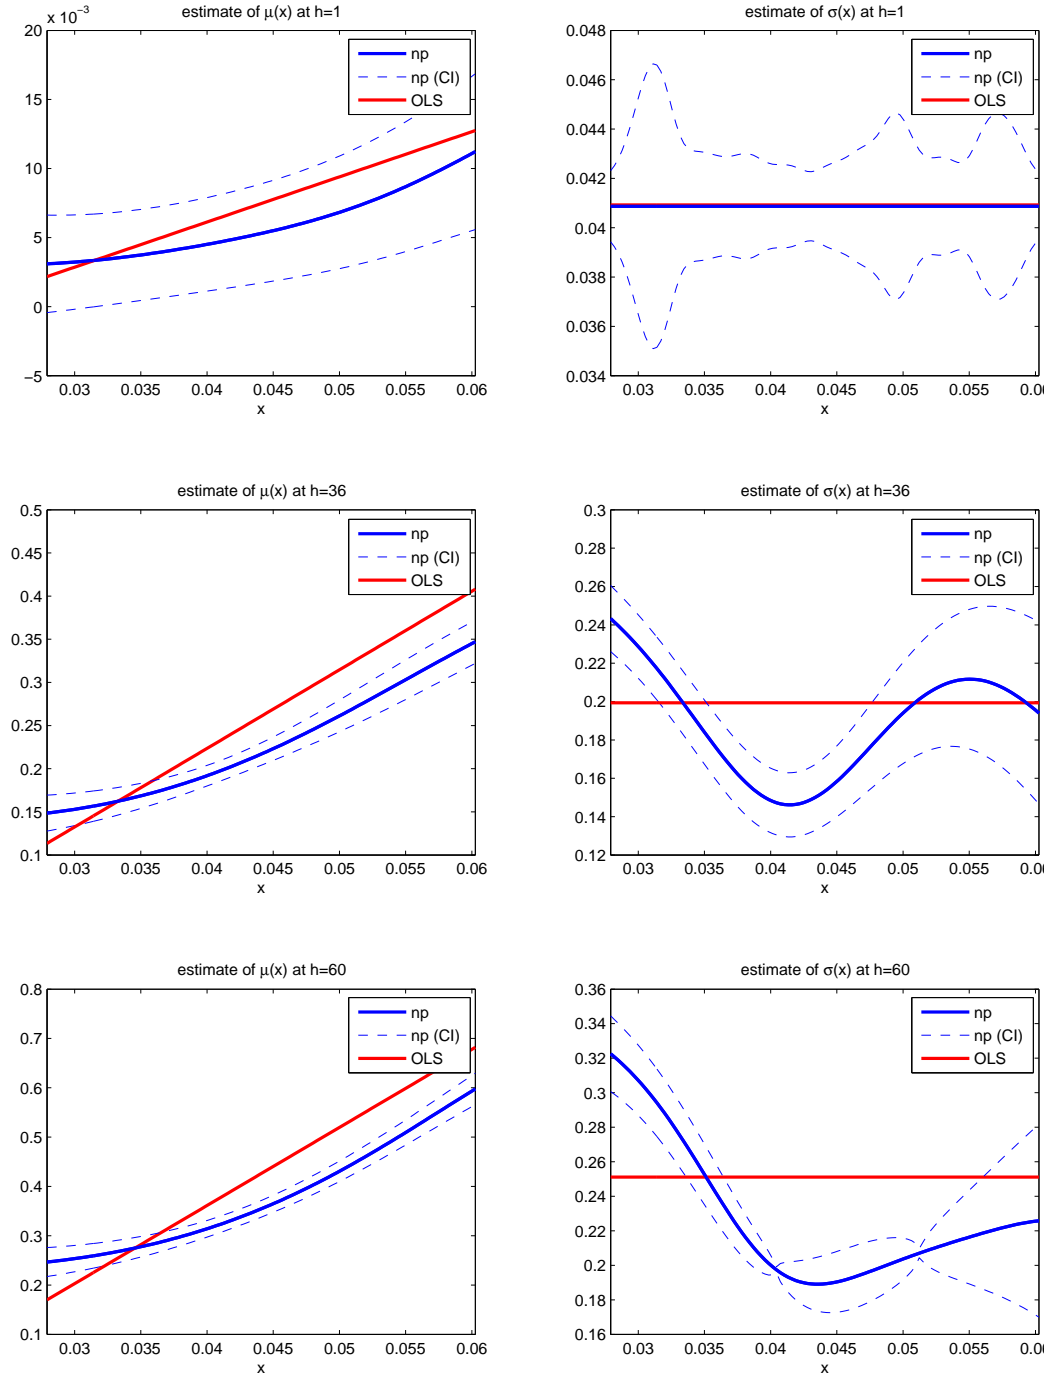 estimate of μ(x) at h=1
x 10⁻³
20
15
10
5
0
−5
0.03 0.035 0.04 0.045 0.05 0.055 0.06
x
np
np (CI)
OLS
estimate of σ(x) at h=1
0.048
0.046
0.044
0.042
0.04
0.038
0.036
0.034
0.03 0.035 0.04 0.045 0.05 0.055 0.06
x
np
np (CI)
OLS
estimate of μ(x) at h=36
0.5
0.45
0.4
0.35
0.3
0.25
0.2
0.15
0.1
0.03 0.035 0.04 0.045 0.05 0.055 0.06
x
np
np (CI)
OLS
estimate of σ(x) at h=36
0.3
0.28
0.26
0.24
0.22
0.2
0.18
0.16
0.14
0.12
0.03 0.035 0.04 0.045 0.05 0.055 0.06
x
np
np (CI)
OLS
estimate of μ(x) at h=60
0.8
0.7
0.6
0.5
0.4
0.3
0.2
0.1
0.03 0.035 0.04 0.045 0.05 0.055 0.06
x
np
np (CI)
OLS
estimate of σ(x) at h=60
0.36
0.34
0.32
0.3
0.28
0.26
0.24
0.22
0.2
0.18
0.16
0.03 0.035 0.04 0.045 0.05 0.055 0.06
x
np
np (CI)
OLS